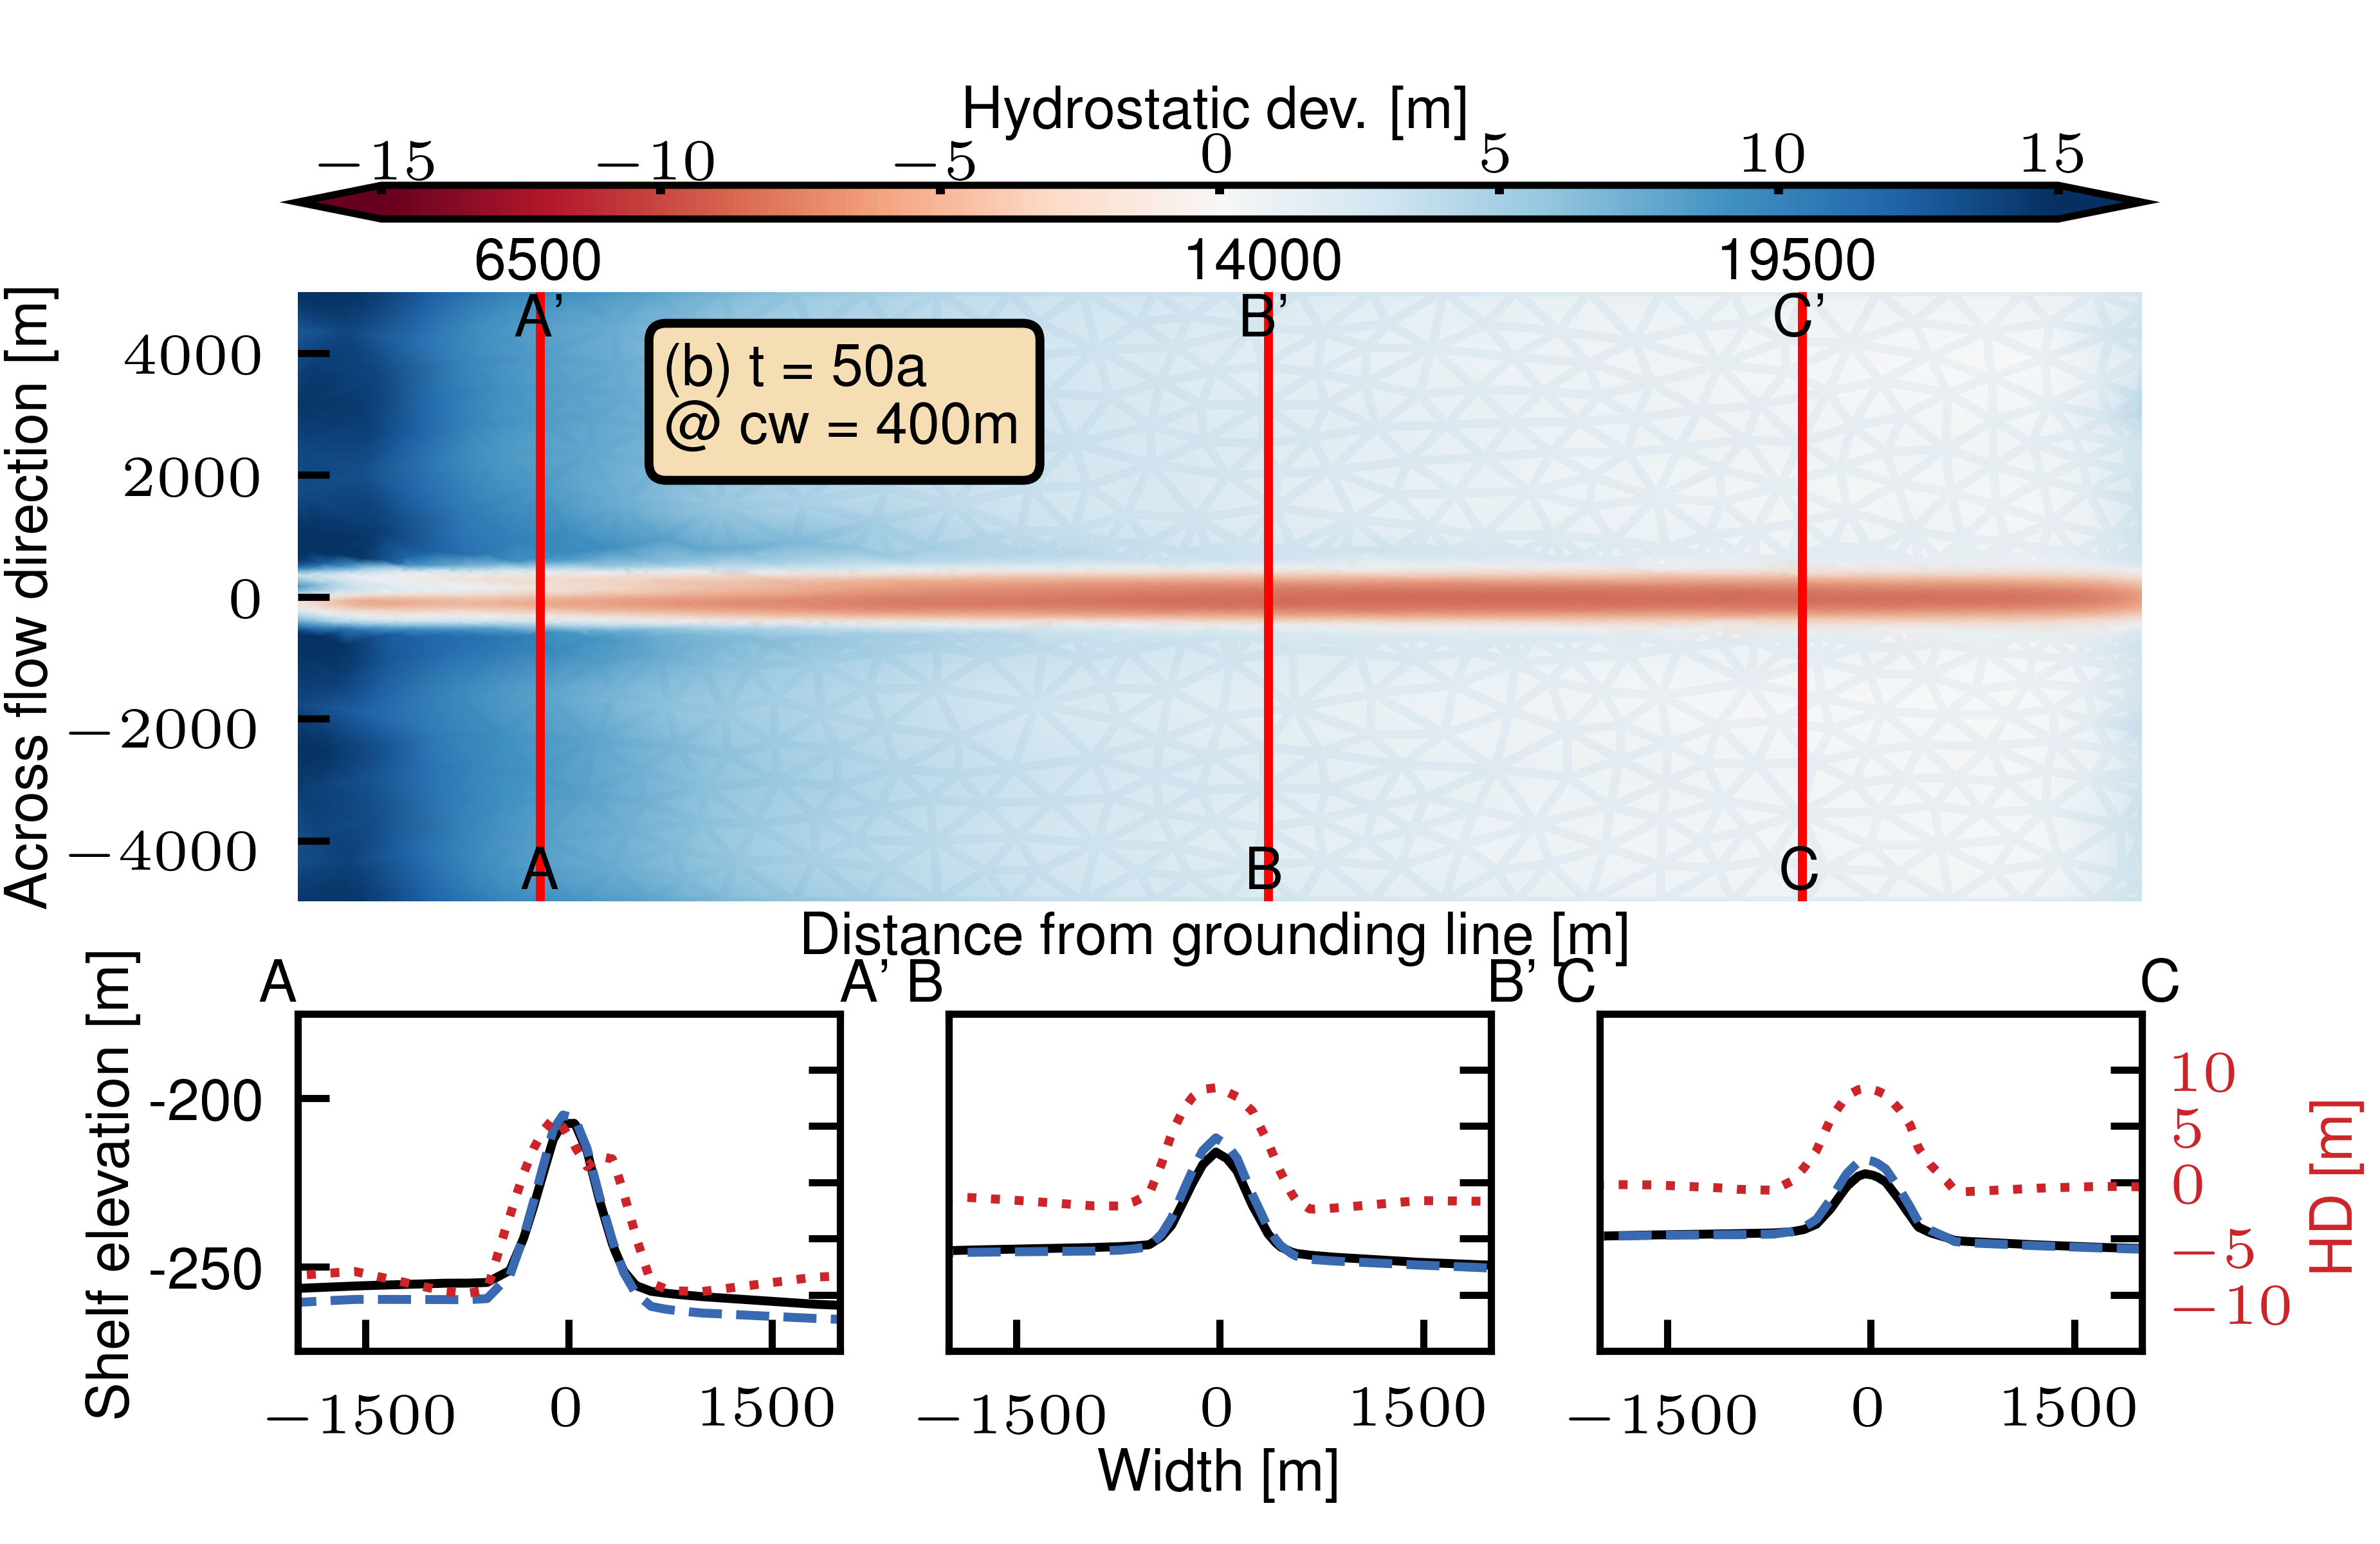 Hydrostatic dev. [m]
−15 −10 −5 0 5 10 15
6500 14000 19500
A’ B’ C’
Across flow direction [m]
4000
2000
0
−2000
−4000
(b) t = 50a
@ cw = 400m
A B C
Distance from grounding line [m]
A A’ B B’ C C
Shelf elevation [m]
-200
-250
10
5
0
−5
−10
HD [m]
−1500 0 1500 −1500 0 1500 −1500 0 1500
Width [m]